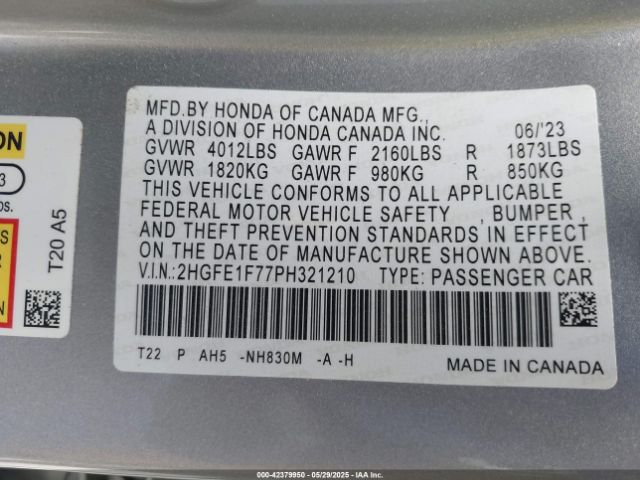 MFD.BY HONDA OF CANADA MFG.,
A DIVISION OF HONDA CANADA INC. 06/'23
GVWR 4012LBS GAWR F 2160LBS R 1873LBS
GVWR 1820KG GAWR F 980KG R 850KG
THIS VEHICLE CONFORMS TO ALL APPLICABLE
FEDERAL MOTOR VEHICLE SAFETY , BUMPER ,
AND THEFT PREVENTION STANDARDS IN EFFECT
ON THE DATE OF MANUFACTURE SHOWN ABOVE.
V.I.N.:2HGFE1F77PH321210 TYPE: PASSENGER CAR
T22 P AH5 -NH830M -A -H
MADE IN CANADA
T20 A5
000-42379950 | 05/29/2025 | IAA Inc.